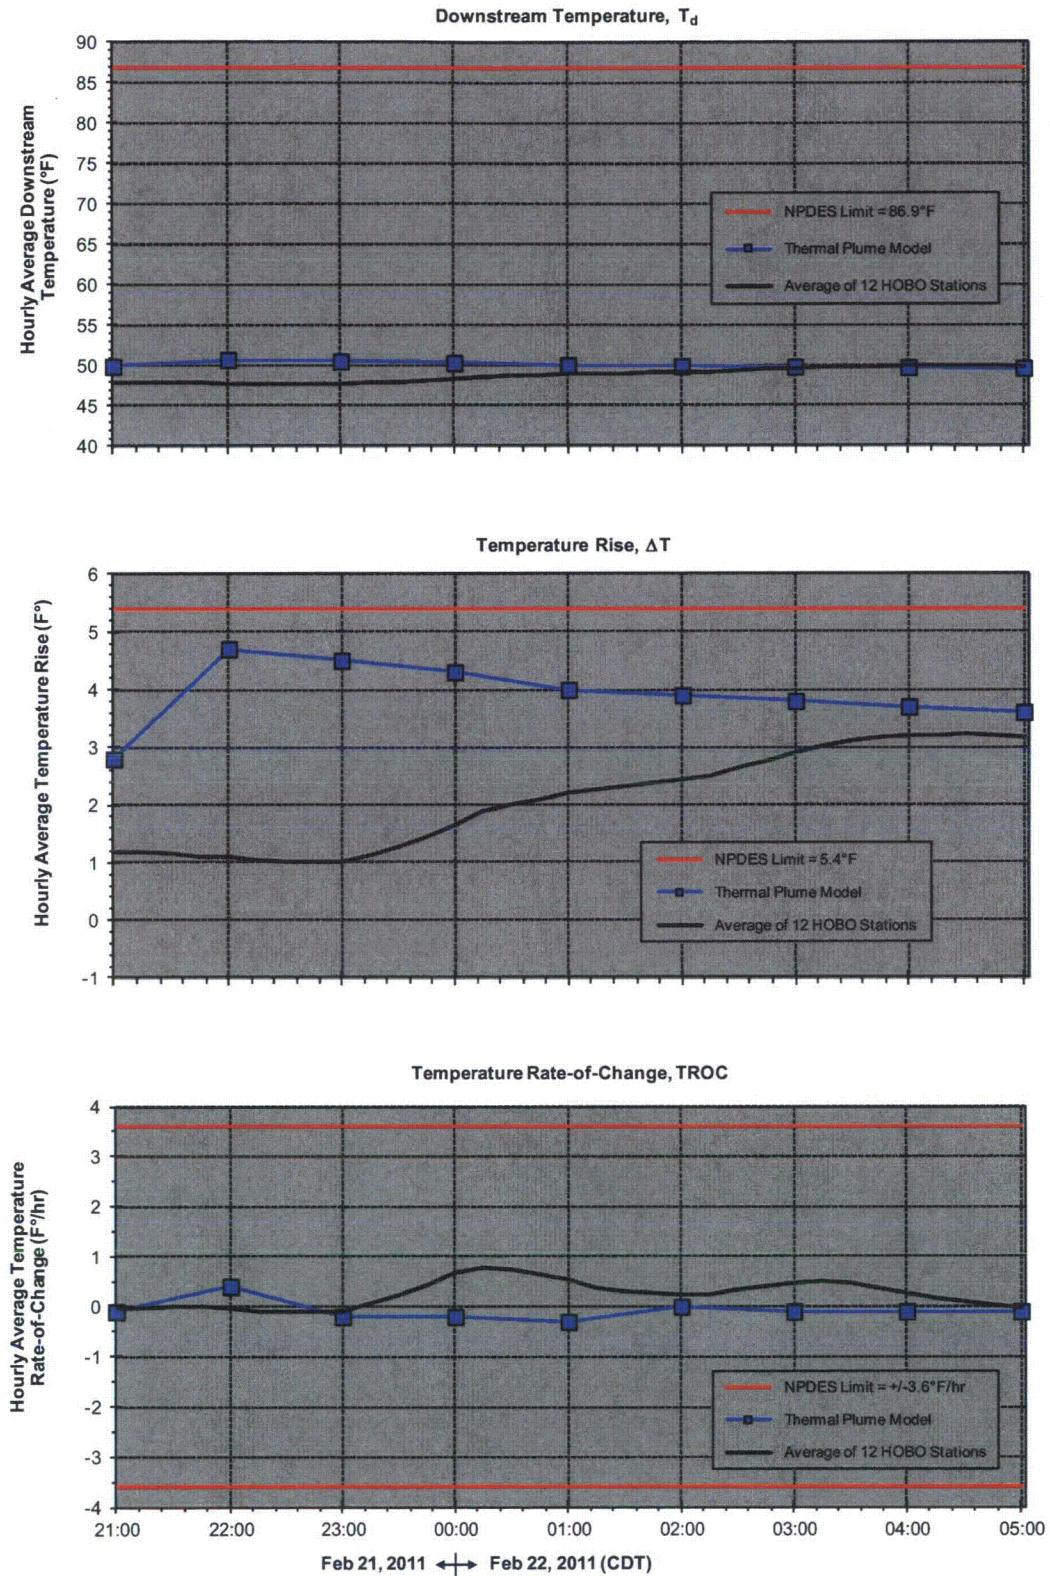 Downstream Temperature, Td
Hourly Average Downstream
Temperature (°F)
90
85
80
75
70
65
60
55
50
45
40
NPDES Limit = 86.9°F
Thermal Plume Model
Average of 12 HOBO Stations
Temperature Rise, ΔT
Hourly Average Temperature Rise (F°)
6
5
4
3
2
1
0
-1
NPDES Limit = 5.4°F
Thermal Plume Model
Average of 12 HOBO Stations
Temperature Rate-of-Change, TROC
Hourly Average Temperature
Rate-of-Change (F°/hr)
4
3
2
1
0
-1
-2
-3
-4
NPDES Limit = +/-3.6°F/hr
Thermal Plume Model
Average of 12 HOBO Stations
21:00 22:00 23:00 00:00 01:00 02:00 03:00 04:00 05:00
Feb 21, 2011 Feb 22, 2011 (CDT)